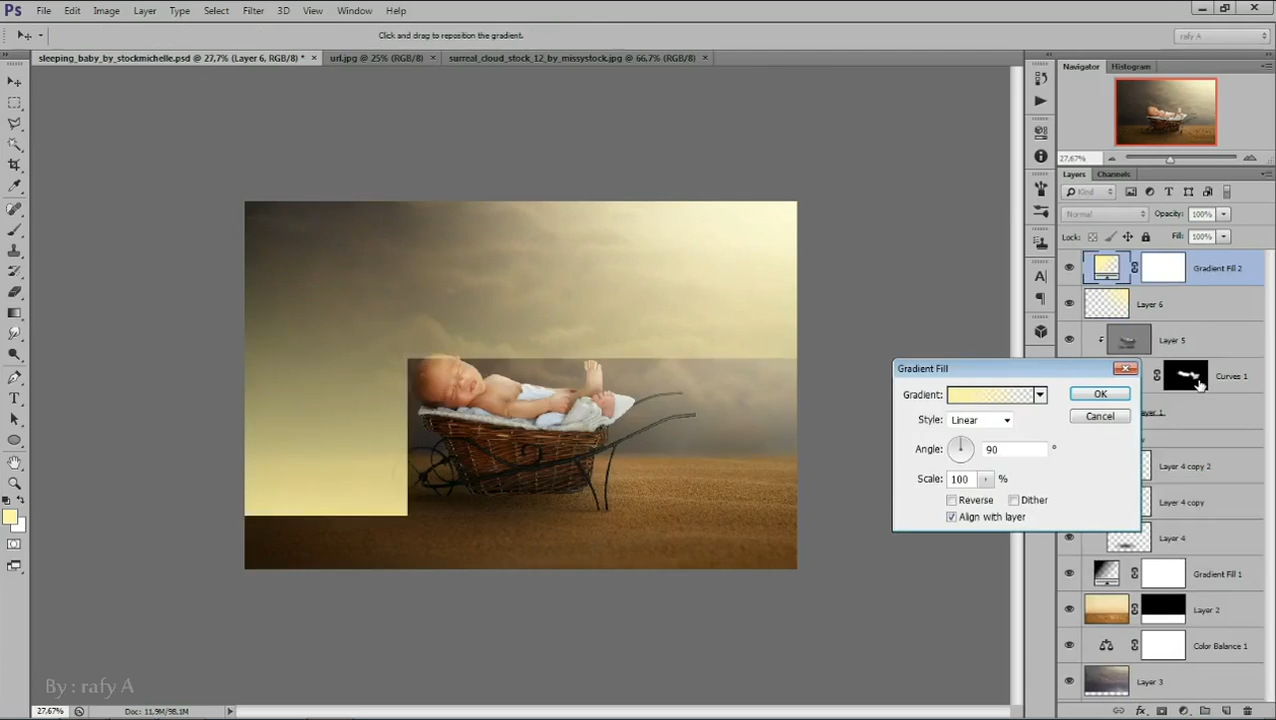 Ps File Edit Image Layer Type Select Filter 3D View Window Help
Click and drag to reposition the gradient.
rafy A
sleeping_baby_by_stockmichelle.psd @ 27,7% (Layer 6, RGB/8) * ×
url.jpg @ 25% (RGB/8) ×
surreal_cloud_stock_12_by_missystock.jpg @ 66,7% (RGB/8) ×
Navigator Histogram
27,67%
Layers Channels
Kind
Normal Opacity: 100%
Lock: Fill: 100%
Gradient Fill 2
Layer 6
Layer 5
Curves 1
Layer 4 copy 2
Layer 4 copy
Layer 4
Gradient Fill 1
Layer 2
Color Balance 1
Layer 3
Gradient Fill
Gradient: OK
Style: Linear Cancel
Angle: 90 °
Scale: 100 %
Reverse Dither
Align with layer
By : rafy A
27,67% Doc: 11,9M/98,1M